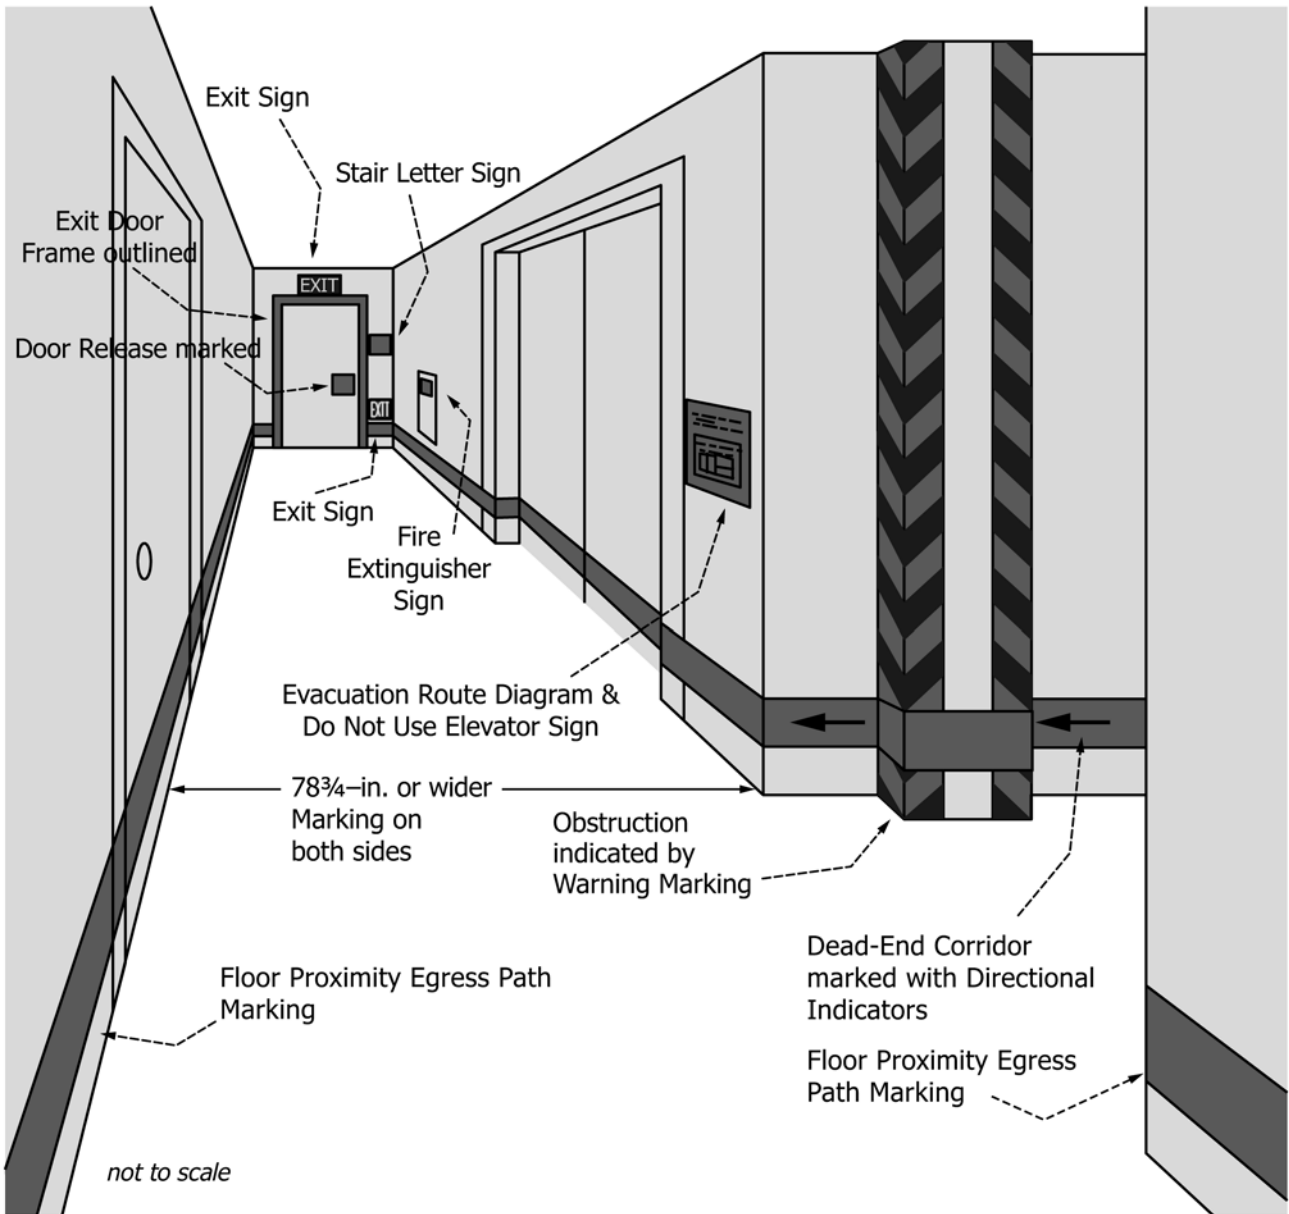 Exit Sign
Stair Letter Sign
Exit Door
Frame outlined
EXIT
Door Release marked
EXIT
Exit Sign
Fire
Extinguisher
Sign
Evacuation Route Diagram &
Do Not Use Elevator Sign
78¾–in. or wider
Marking on
both sides
Obstruction
indicated by
Warning Marking
Dead-End Corridor
marked with Directional
Indicators
Floor Proximity Egress Path
Marking
Floor Proximity Egress
Path Marking
not to scale